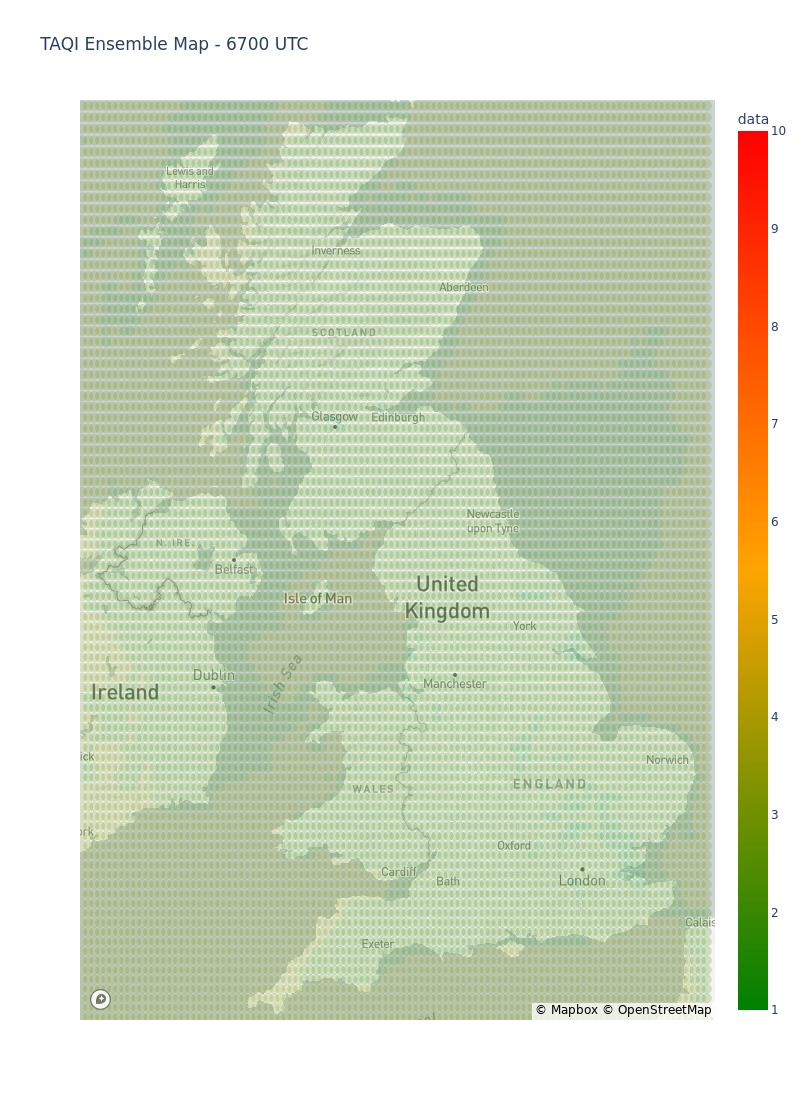 TAQI Ensemble Map - 6700 UTC
data
10
9
8
7
6
5
4
3
2
1
Lewis and
Harris
Inverness
Aberdeen
SCOTLAND
Glasgow
Edinburgh
Newcastle
upon Tyne
N. IRE.
Belfast
Isle of Man
United
Kingdom
York
Irish Sea
Dublin
Ireland
Manchester
ick
Norwich
WALES
ENGLAND
ork
Oxford
Cardiff
Bath
London
Calais
Exeter
© Mapbox © OpenStreetMap